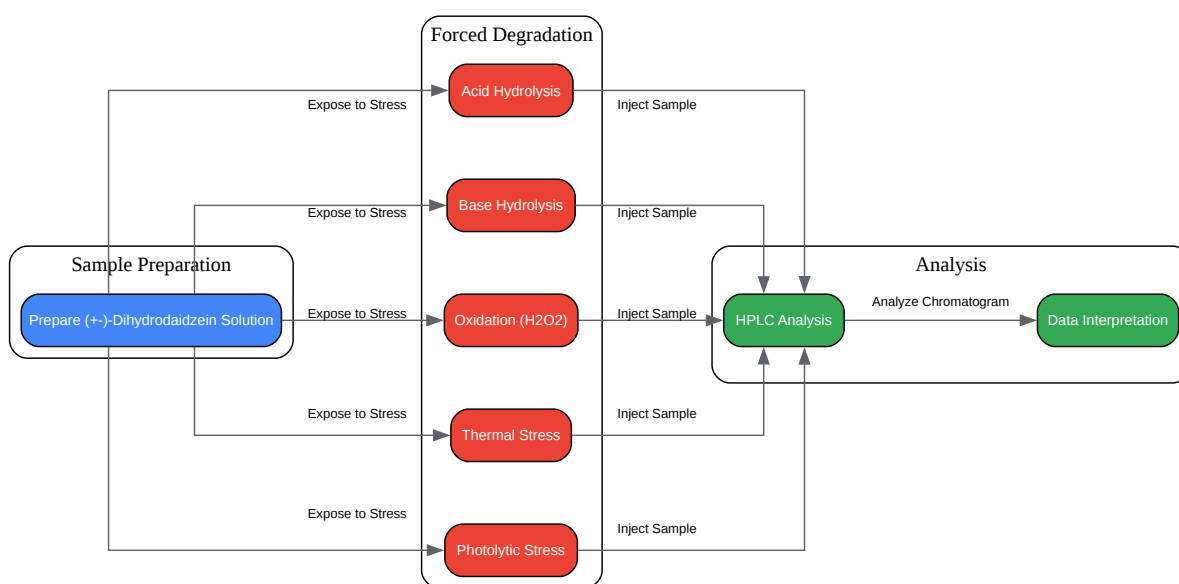 Forced Degradation
Acid Hydrolysis
Expose to Stress
Inject Sample
Base Hydrolysis
Expose to Stress
Inject Sample
Sample Preparation
Analysis
Analyze Chromatogram
Prepare (+-)-Dihydrodaidzein Solution
Expose to Stress
Oxidation (H2O2)
Inject Sample
HPLC Analysis
Data Interpretation
Expose to Stress
Inject Sample
Thermal Stress
Expose to Stress
Inject Sample
Photolytic Stress